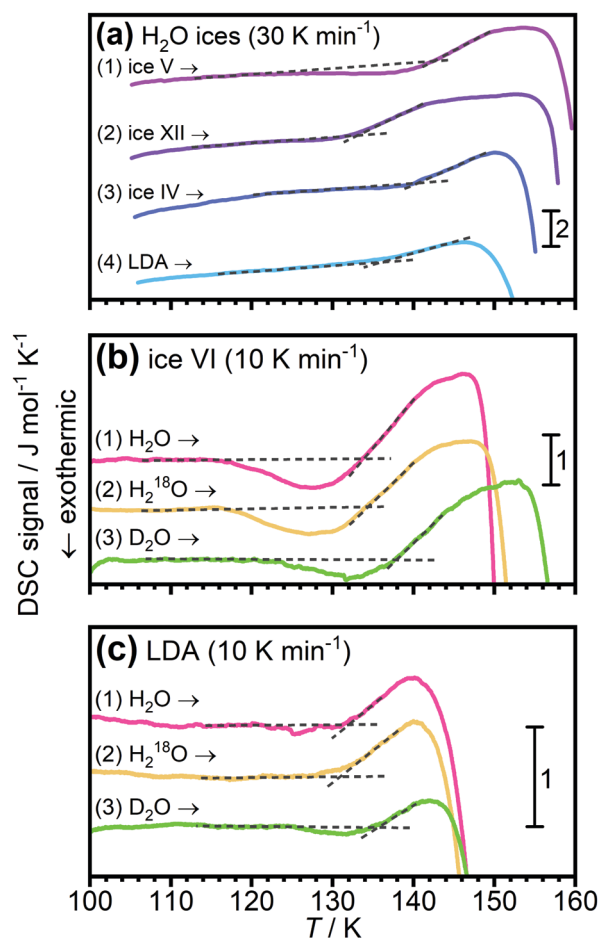 (a) H₂O ices (30 K min⁻¹)
(1) ice V →
(2) ice XII →
(3) ice IV →
2
(4) LDA →
(b) ice VI (10 K min⁻¹)
(1) H₂O →
1
(2) H₂¹⁸O →
(3) D₂O →
DSC signal / J mol⁻¹ K⁻¹
← exothermic
(c) LDA (10 K min⁻¹)
(1) H₂O →
(2) H₂¹⁸O →
1
(3) D₂O →
100 110 120 130 140 150 160
T / K